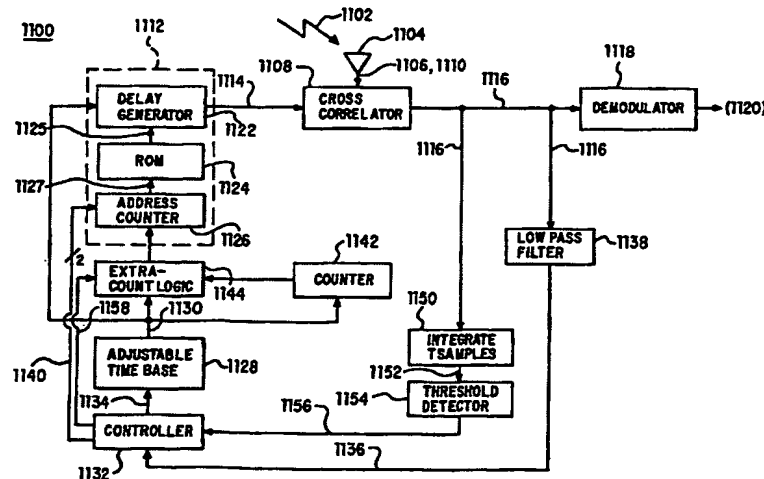 1100
1112
1102
1104
1108
1106, 1110
1114
1116
1118
DELAY
GENERATOR
CROSS
CORRELATOR
DEMODULATOR
(1120)
1125
1122
ROM
1116
1116
1127
1124
ADDRESS
COUNTER
1126
1142
LOW PASS
FILTER
1138
2
EXTRA-
COUNT LOGIC
1144
COUNTER
1158
1130
1150
INTEGRATE
TSAMPLES
1140
ADJUSTABLE
TIME BASE
1128
1152
1154
THRESHOLD
DETECTOR
1134
1156
CONTROLLER
1132
1136